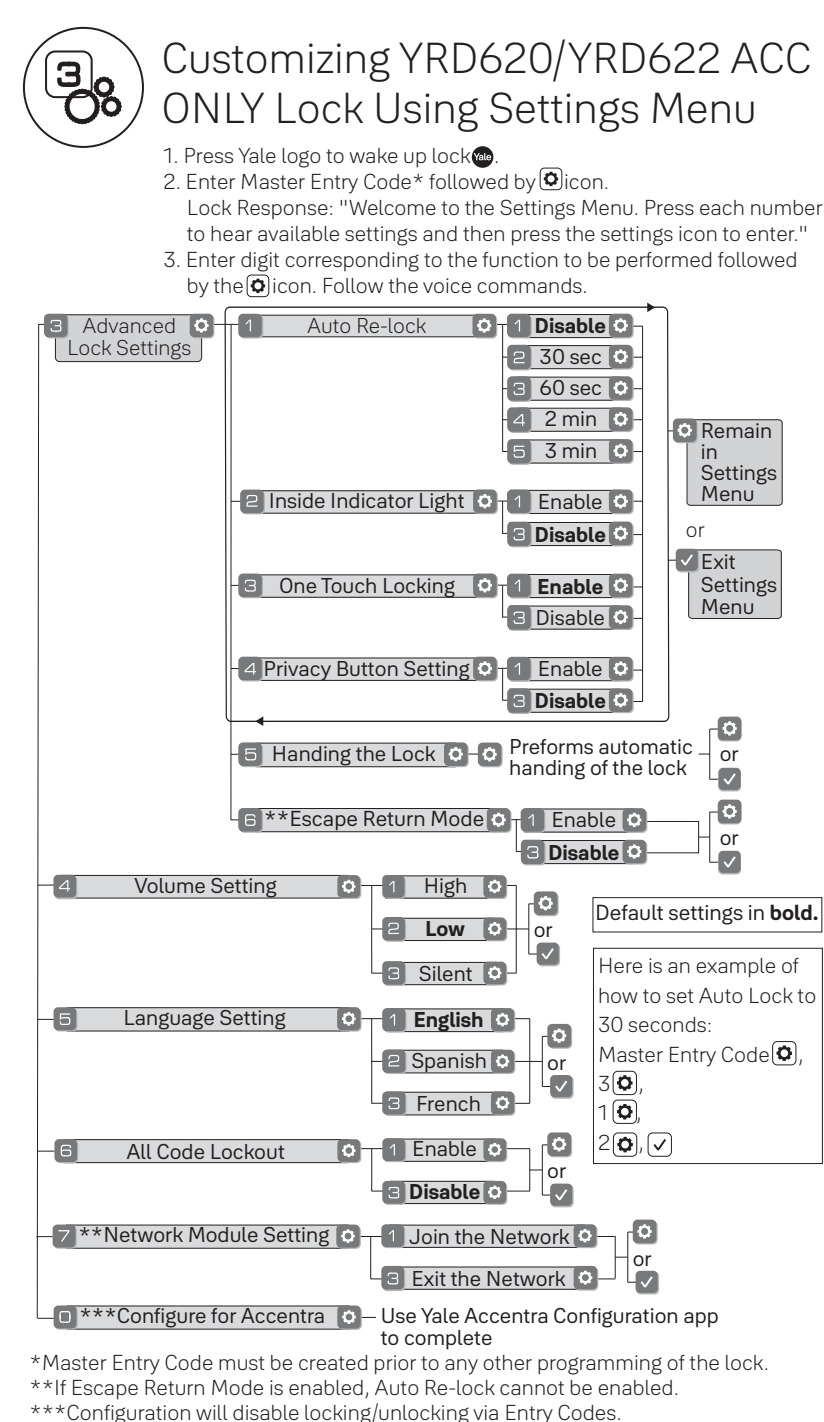 3
Customizing YRD620/YRD622 ACC
ONLY Lock Using Settings Menu
1. Press Yale logo to wake up lock Yale.
2. Enter Master Entry Code* followed by icon.
Lock Response: "Welcome to the Settings Menu. Press each number
to hear available settings and then press the settings icon to enter."
3. Enter digit corresponding to the function to be performed followed
by the icon. Follow the voice commands.
3 Advanced
Lock Settings
1 Auto Re-lock
1 Disable
2 30 sec
3 60 sec
4 2 min
5 3 min
2 Inside Indicator Light
1 Enable
3 Disable
3 One Touch Locking
1 Enable
3 Disable
4 Privacy Button Setting
1 Enable
3 Disable
Remain
in
Settings
Menu
or
Exit
Settings
Menu
5 Handing the Lock
Preforms automatic
handing of the lock
or
6 **Escape Return Mode
1 Enable
3 Disable
or
4 Volume Setting
1 High
2 Low
3 Silent
or
5 Language Setting
1 English
2 Spanish
3 French
or
6 All Code Lockout
1 Enable
3 Disable
or
7 **Network Module Setting
1 Join the Network
3 Exit the Network
or
0 ***Configure for Accentra
Use Yale Accentra Configuration app
to complete
Default settings in bold.
Here is an example of
how to set Auto Lock to
30 seconds:
Master Entry Code ,
3 ,
1 ,
2 ,
*Master Entry Code must be created prior to any other programming of the lock.
**If Escape Return Mode is enabled, Auto Re-lock cannot be enabled.
***Configuration will disable locking/unlocking via Entry Codes.